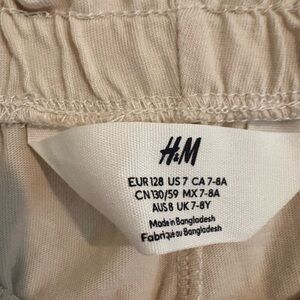 H&M
EUR 128 US 7 CA 7-8A
CN 130/59 MX 7-8A
AUS 8 UK 7-8Y
Made in Bangladesh
Fabriqué au Bangladesh